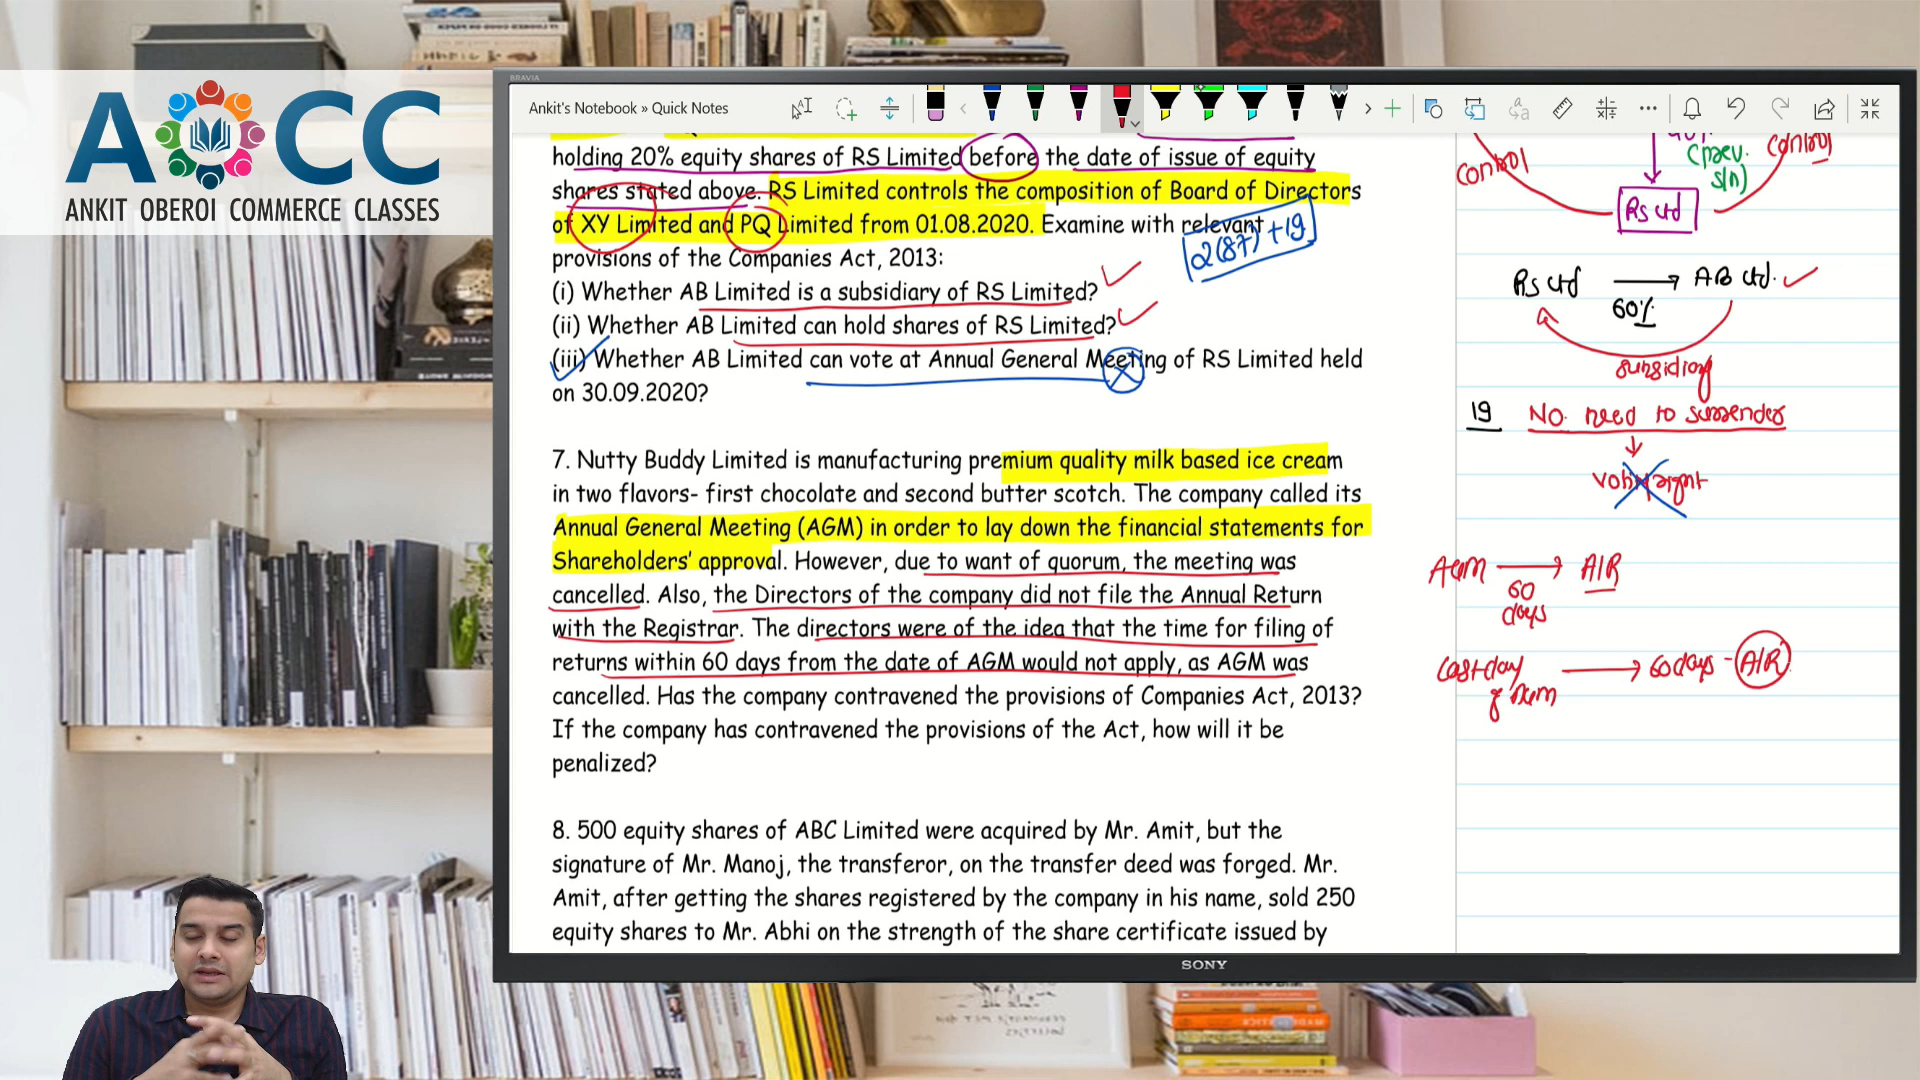 AOCC
ANKIT OBEROI COMMERCE CLASSES
BRAVIA
Ankit's Notebook » Quick Notes
holding 20% equity shares of RS Limited before the date of issue of equity
shares stated above. RS Limited controls the composition of Board of Directors
of XY Limited and PQ Limited from 01.08.2020. Examine with relevant
provisions of the Companies Act, 2013:
2(87) + 19
(i) Whether AB Limited is a subsidiary of RS Limited?
(ii) Whether AB Limited can hold shares of RS Limited?
(iii) Whether AB Limited can vote at Annual General Meeting of RS Limited held
on 30.09.2020?
7. Nutty Buddy Limited is manufacturing premium quality milk based ice cream
in two flavors- first chocolate and second butter scotch. The company called its
Annual General Meeting (AGM) in order to lay down the financial statements for
Shareholders' approval. However, due to want of quorum, the meeting was
cancelled. Also, the Directors of the company did not file the Annual Return
with the Registrar. The directors were of the idea that the time for filing of
returns within 60 days from the date of AGM would not apply, as AGM was
cancelled. Has the company contravened the provisions of Companies Act, 2013?
If the company has contravened the provisions of the Act, how will it be
penalized?
8. 500 equity shares of ABC Limited were acquired by Mr. Amit, but the
signature of Mr. Manoj, the transferor, on the transfer deed was forged. Mr.
Amit, after getting the shares registered by the company in his name, sold 250
equity shares to Mr. Abhi on the strength of the share certificate issued by
control
(prev.
s/n)
control
Rs Ltd
Rs Ltd → AB Ltd.
60%
subsidiary
19 No need to surrender
voting right
AGM → A/R
60
days
Last day → 60 days - A/R
of AGM
SONY